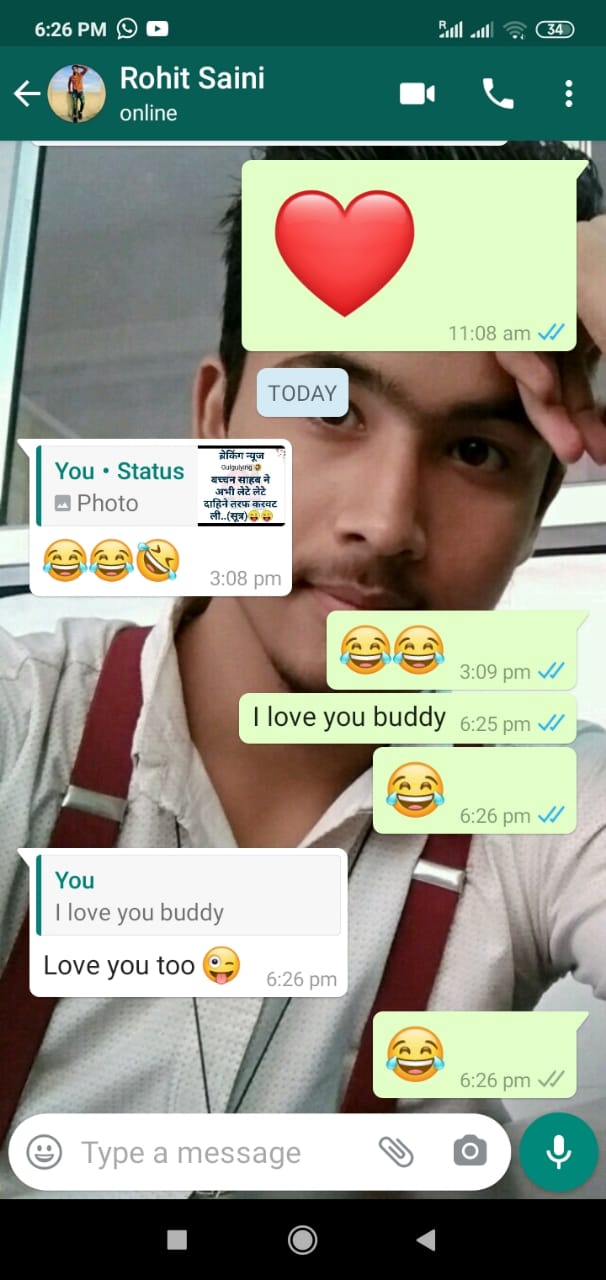 6:26 PM
R
34
Rohit Saini
online
11:08 am
TODAY
You • Status
Photo
ब्रेकिंग न्यूज
Gulgulying
बच्चन साहब ने
अभी लेटे लेटे
दाहिने तरफ करवट
ली..(सूत्र)😜😜
😂😂🤣 3:08 pm
😂😂 3:09 pm
I love you buddy 6:25 pm
😂 6:26 pm
You
I love you buddy
Love you too 😜 6:26 pm
😂 6:26 pm
Type a message